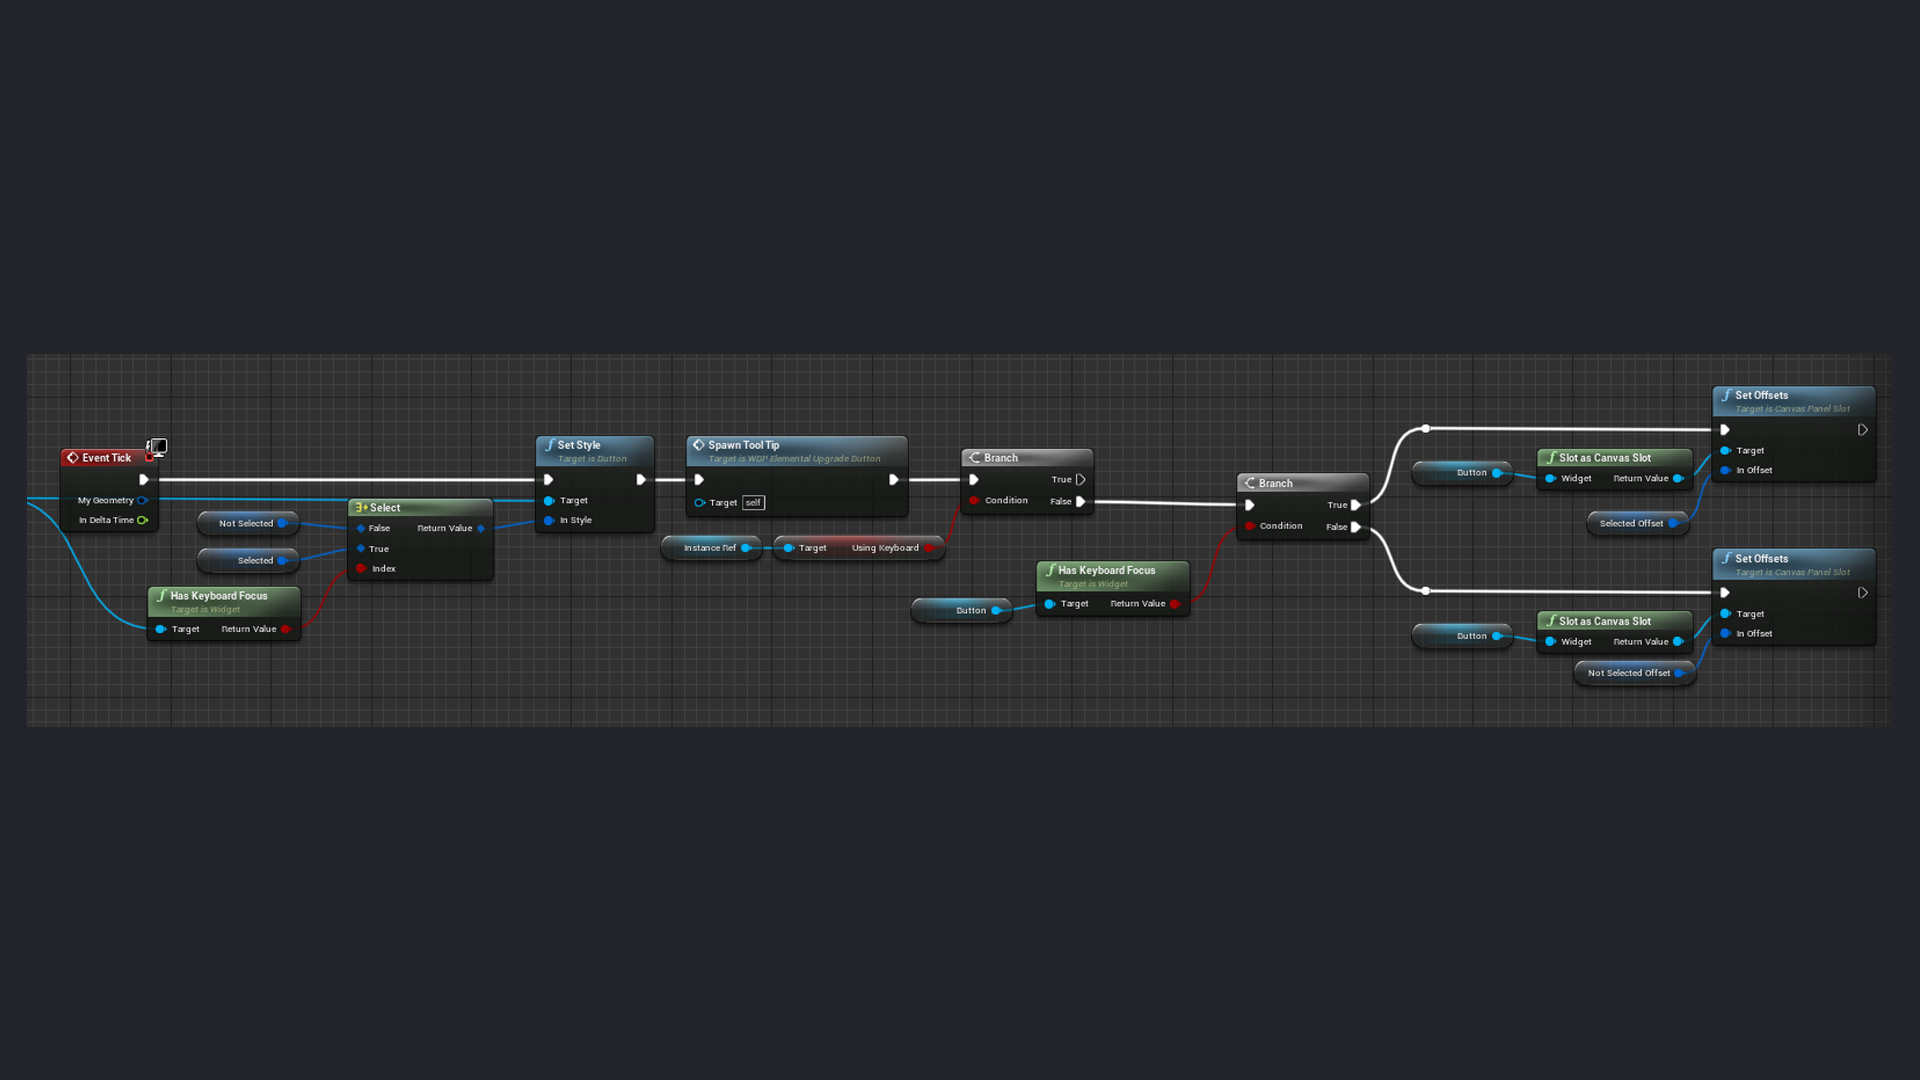 Event Tick
My Geometry
In Delta Time
Not Selected
Selected
Has Keyboard Focus
Target is Widget
Target
Return Value
Select
False
Return Value
True
Index
Set Style
Target is Button
Target
In Style
Spawn Tool Tip
Target is WBP Elemental Upgrade Button
Target self
Instance Ref
Target
Using Keyboard
Branch
True
Condition
False
Button
Has Keyboard Focus
Target is Widget
Target
Return Value
Branch
True
Condition
False
Button
Slot as Canvas Slot
Widget
Return Value
Selected Offset
Set Offsets
Target is Canvas Panel Slot
Target
In Offset
Button
Slot as Canvas Slot
Widget
Return Value
Not Selected Offset
Set Offsets
Target is Canvas Panel Slot
Target
In Offset